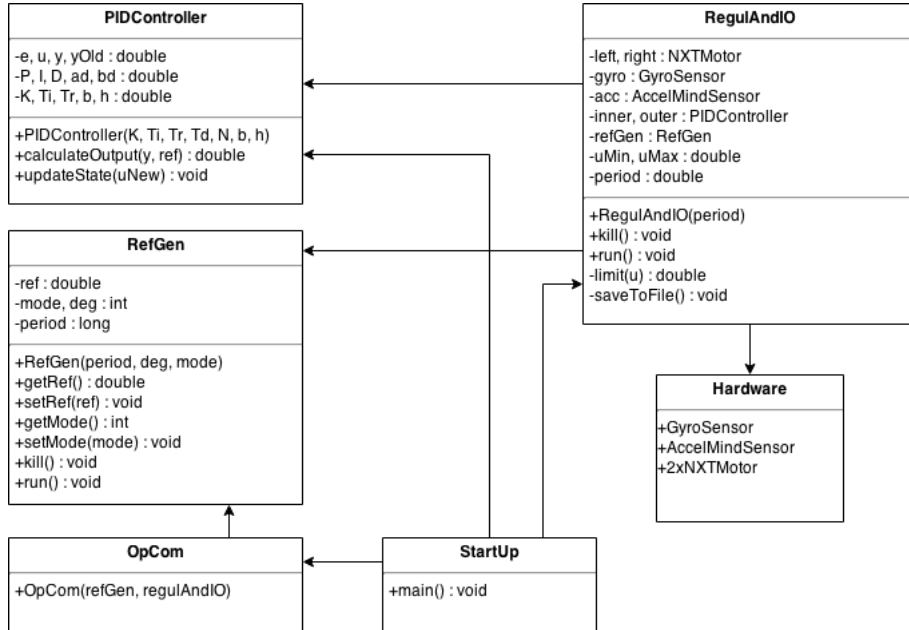 PIDController
-e, u, y, yOld : double
-P, I, D, ad, bd : double
-K, Ti, Tr, b, h : double
+PIDController(K, Ti, Tr, Td, N, b, h)
+calculateOutput(y, ref) : double
+updateState(uNew) : void
RegulAndIO
-left, right : NXTMotor
-gyro : GyroSensor
-acc : AccelMindSensor
-inner, outer : PIDController
-refGen : RefGen
-uMin, uMax : double
-period : double
+RegulAndIO(period)
+kill() : void
+run() : void
-limit(u) : double
-saveToFile() : void
RefGen
-ref : double
-mode, deg : int
-period : long
+RefGen(period, deg, mode)
+getRef() : double
+setRef(ref) : void
+getMode() : int
+setMode(mode) : void
+kill() : void
+run() : void
Hardware
+GyroSensor
+AccelMindSensor
+2xNXTMotor
OpCom
+OpCom(refGen, regulAndIO)
StartUp
+main() : void